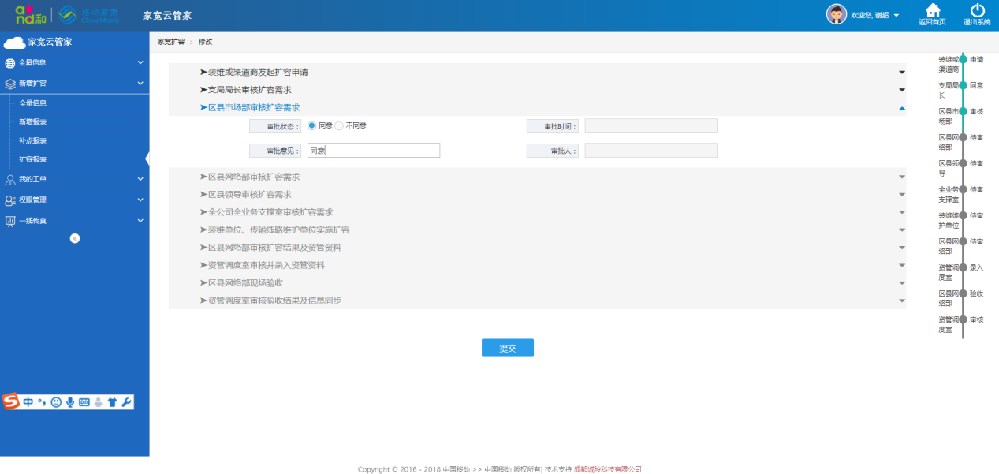 and和 移动家宽 China Mobile 家宽云管家 欢迎您, 谢超 返回首页 退出系统
家宽云管家
全量信息
新增扩容
全量信息
新增报表
补点报表
扩容报表
我的工单
权限管理
一线传真
中
家宽扩容 > 修改
➤装维或渠道商发起扩容申请
➤支局局长审核扩容需求
➤区县市场部审核扩容需求
审批状态: 同意 不同意 审批时间:
审批意见: 同意 审批人:
➤区县网络部审核扩容需求
➤区县领导审核扩容需求
➤全公司全业务支撑室审核扩容需求
➤装维单位、传输线路维护单位实施扩容
➤区县网络部审核扩容结果及资管资料
➤资管调度室审核并录入资管资料
➤区县网络部现场验收
➤资管调度室审核验收结果及信息同步
提交
装维或 申请
渠道商
支局局 同意
长
区县市 审核
场部
区县网 待审
络部
区县领 待审
导
全业务 待审
支撑室
装维维 待审
护单位
区县网 待审
络部
资管调 录入
度室
区县网 验收
络部
资管调 审核
度室
Copyright © 2016 - 2018 中国移动 >> 中国移动 版权所有| 技术支持 成都诚骏科技有限公司